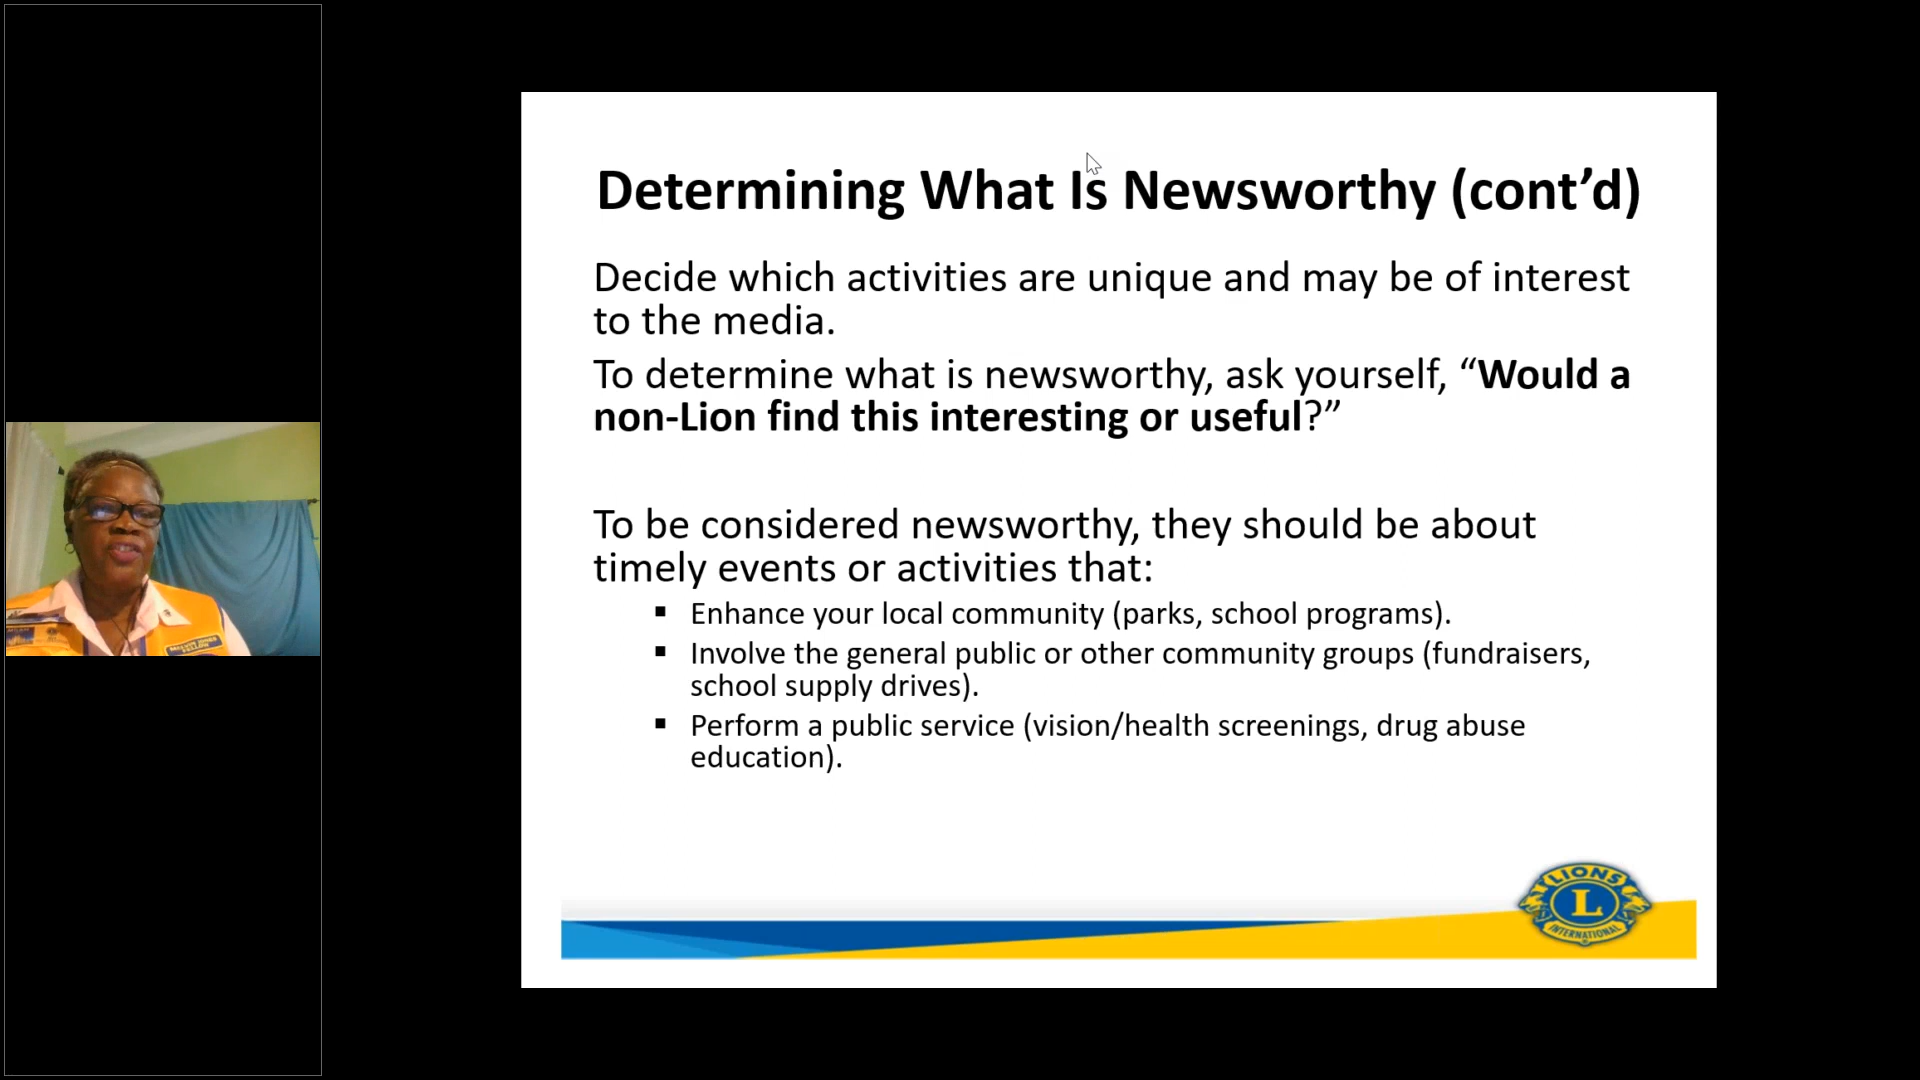 Determining What Is Newsworthy (cont’d)
Decide which activities are unique and may be of interest
to the media.
To determine what is newsworthy, ask yourself, “Would a
non-Lion find this interesting or useful?”
To be considered newsworthy, they should be about
timely events or activities that:
▪ Enhance your local community (parks, school programs).
▪ Involve the general public or other community groups (fundraisers,
school supply drives).
▪ Perform a public service (vision/health screenings, drug abuse
education).
LIONS
L
INTERNATIONAL
MELVIN JONES
FELLOW